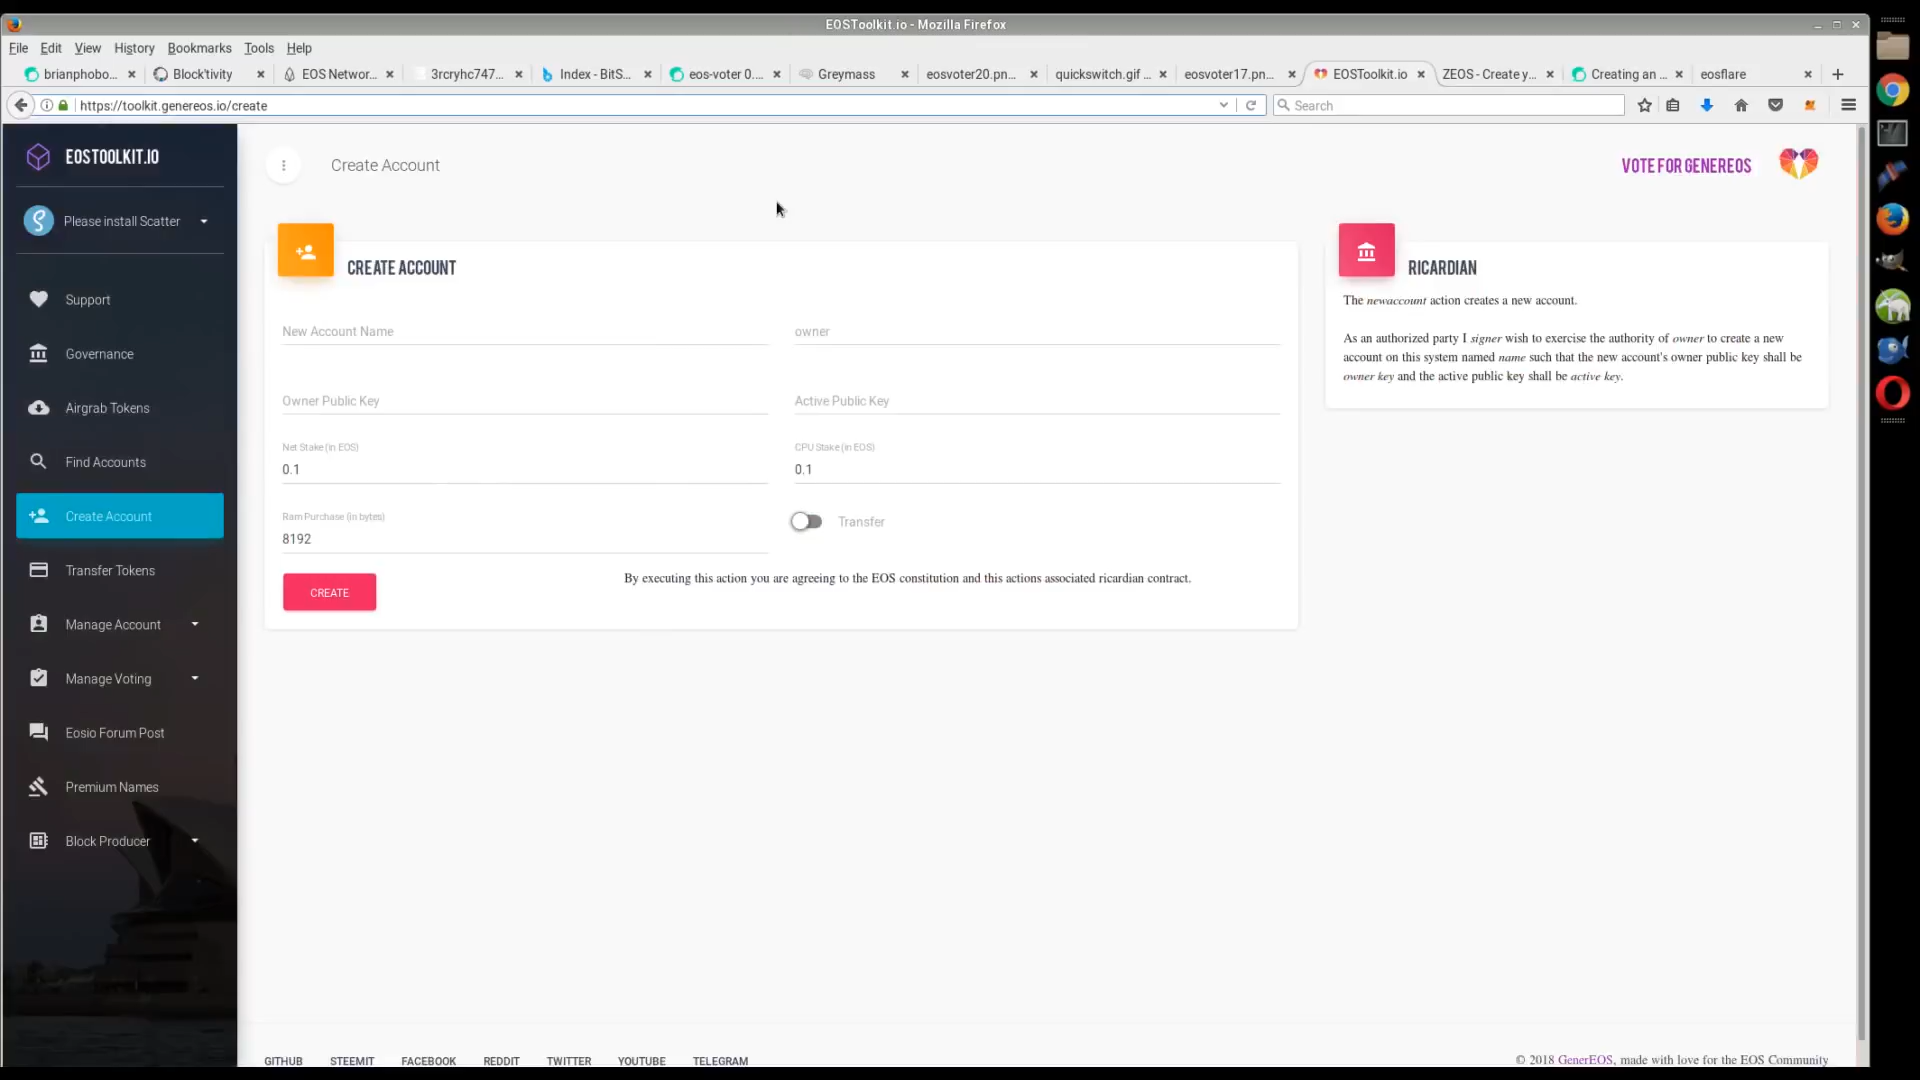 EOSToolkit.io - Mozilla Firefox
File Edit View History Bookmarks Tools Help
brianphobo... Block'tivity EOS Networ... 3rcryhc747... Index - BitS... eos-voter 0.... Greymass eosvoter20.pn... quickswitch.gif ... eosvoter17.pn... EOSToolkit.io ZEOS - Create y... Creating an ... eosflare
https://toolkit.genereos.io/create
Search
EOSTOOLKIT.IO
Please install Scatter
Support
Governance
Airgrab Tokens
Find Accounts
Create Account
Transfer Tokens
Manage Account
Manage Voting
Eosio Forum Post
Premium Names
Block Producer
Create Account
VOTE FOR GENEREOS
CREATE ACCOUNT
New Account Name
owner
Owner Public Key
Active Public Key
Net Stake (in EOS)
0.1
CPU Stake (in EOS)
0.1
Ram Purchase (in bytes)
8192
Transfer
CREATE
By executing this action you are agreeing to the EOS constitution and this actions associated ricardian contract.
RICARDIAN
The newaccount action creates a new account.
As an authorized party I signer wish to exercise the authority of owner to create a new
account on this system named name such that the new account's owner public key shall be
owner key and the active public key shall be active key.
GITHUB STEEMIT FACEBOOK REDDIT TWITTER YOUTUBE TELEGRAM
© 2018 GenerEOS, made with love for the EOS Community